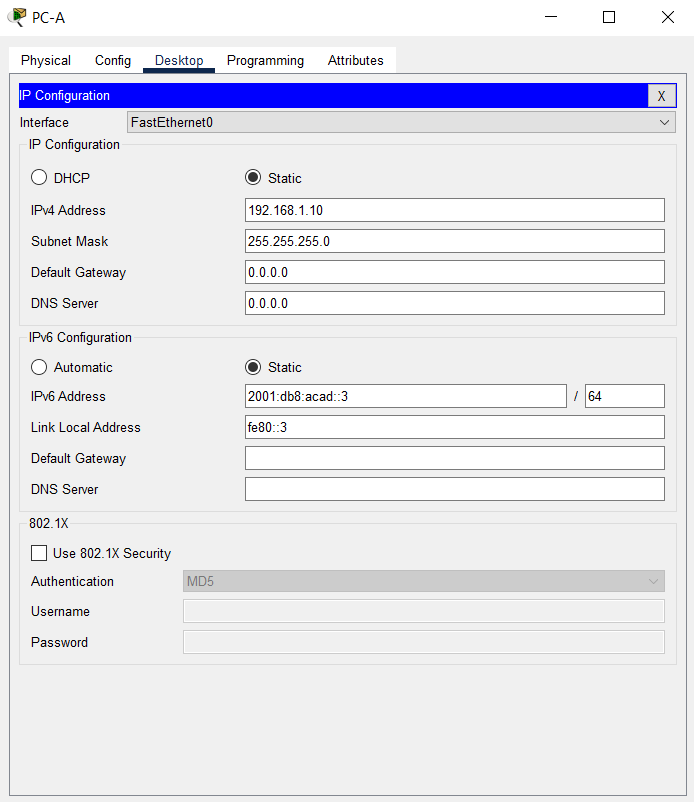 PC-A
Physical Config Desktop Programming Attributes
IP Configuration X
Interface FastEthernet0
IP Configuration
DHCP Static
IPv4 Address 192.168.1.10
Subnet Mask 255.255.255.0
Default Gateway 0.0.0.0
DNS Server 0.0.0.0
IPv6 Configuration
Automatic Static
IPv6 Address 2001:db8:acad::3 / 64
Link Local Address fe80::3
Default Gateway
DNS Server
802.1X
Use 802.1X Security
Authentication MD5
Username
Password